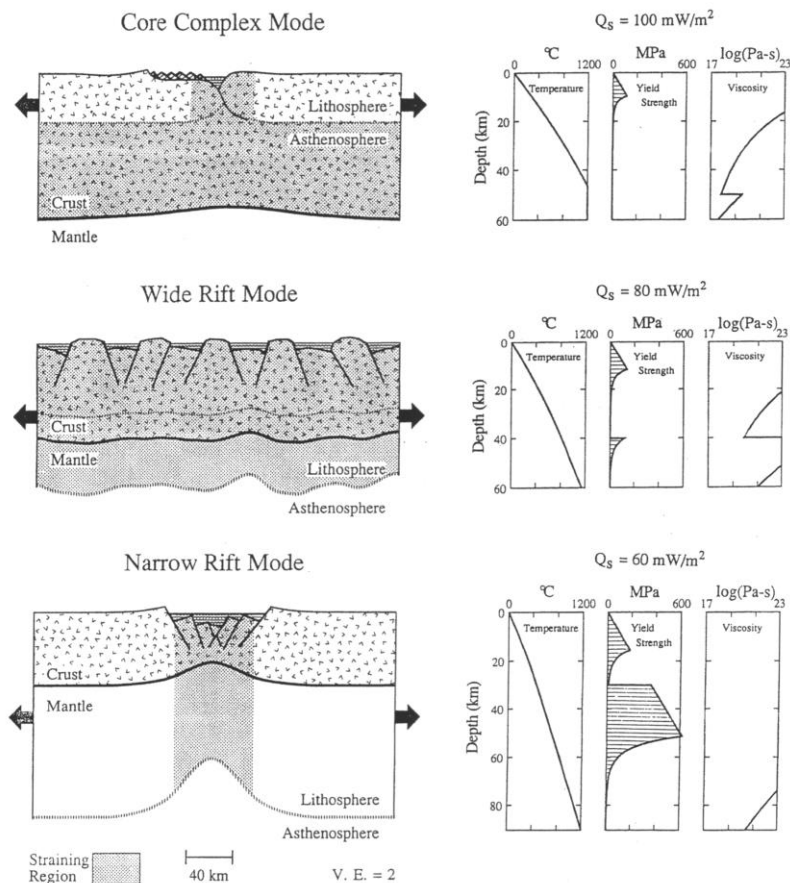 Core Complex Mode
Lithosphere
Asthenosphere
Crust
Mantle
Qs = 100 mW/m²
°C
MPa
log(Pa-s)
0 1200
0 600
17 23
Temperature
Yield
Strength
Viscosity
Depth (km)
0
20
40
60
Wide Rift Mode
Crust
Mantle
Lithosphere
Asthenosphere
Qs = 80 mW/m²
°C
MPa
log(Pa-s)
0 1200
0 600
17 23
Temperature
Yield
Strength
Viscosity
Depth (km)
0
20
40
60
Narrow Rift Mode
Crust
Mantle
Lithosphere
Asthenosphere
Qs = 60 mW/m²
°C
MPa
log(Pa-s)
0 1200
0 600
17 23
Temperature
Yield
Strength
Viscosity
Depth (km)
0
20
40
60
80
Straining
Region
40 km
V. E. = 2